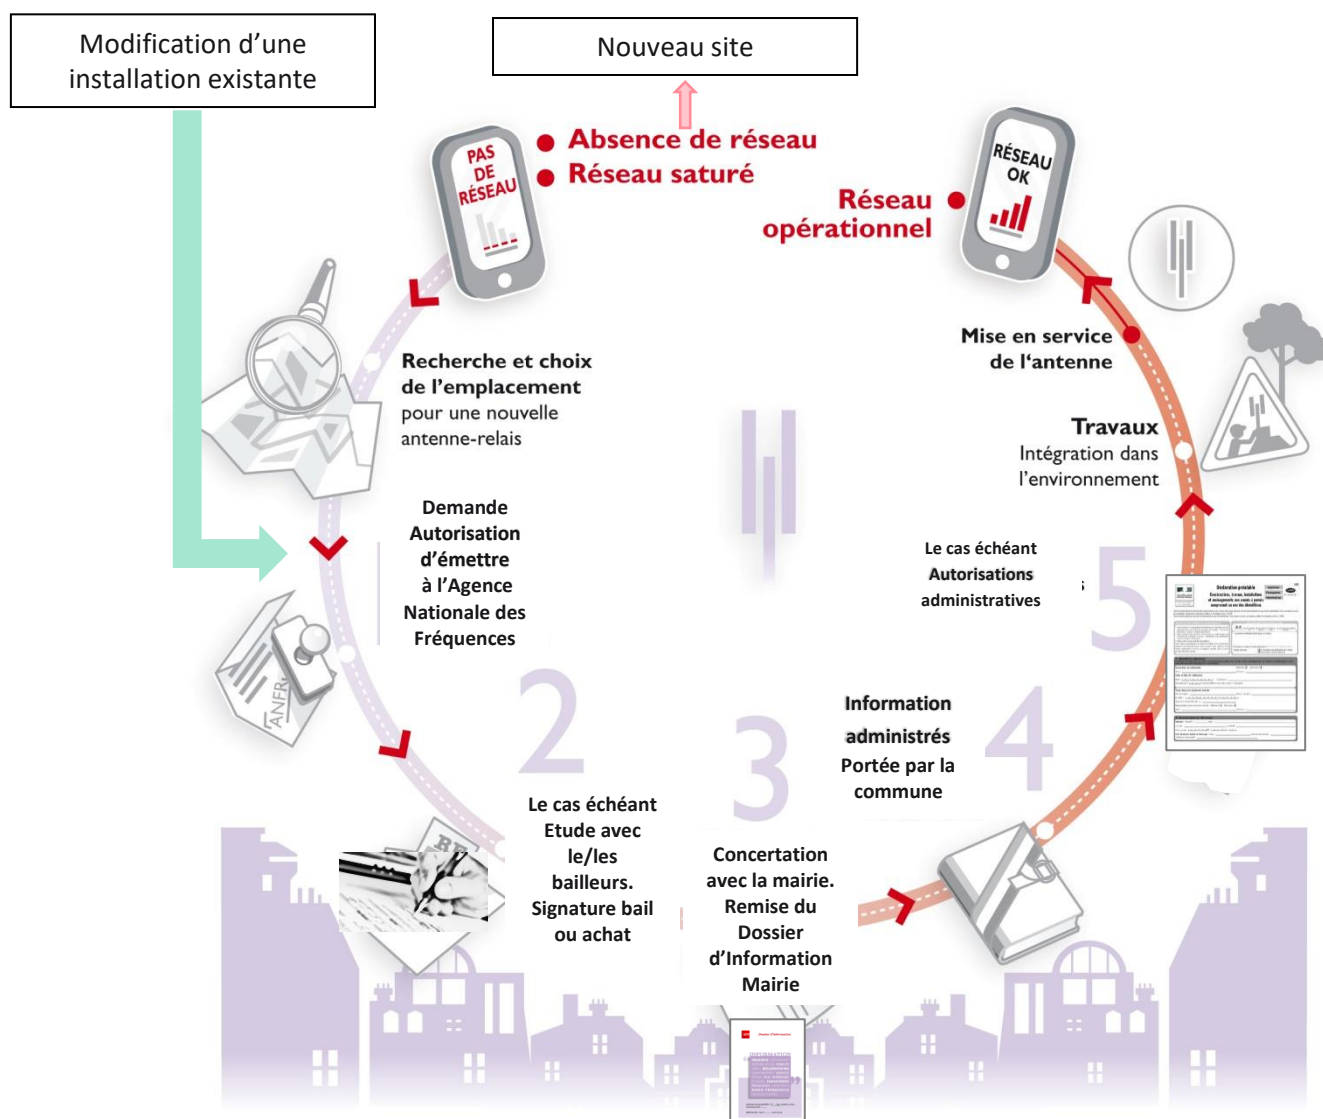 Modification d’une
installation existante
Nouveau site
PAS
DE
RÉSEAU
Absence de réseau
Réseau saturé
RÉSEAU
OK
Réseau
opérationnel
Recherche et choix
de l’emplacement
pour une nouvelle
antenne-relais
Mise en service
de l‘antenne
Travaux
Intégration dans
l’environnement
Demande
Autorisation
d’émettre
à l’Agence
Nationale des
Fréquences
ANFR
Le cas échéant
Autorisations
administratives
s
5
Déclaration préalable
2
Le cas échéant
Etude avec
le/les
bailleurs.
Signature bail
ou achat
3
Concertation
avec la mairie.
Remise du
Dossier
d’Information
Mairie
4
Information
administrés
Portée par la
commune
INFORMATION